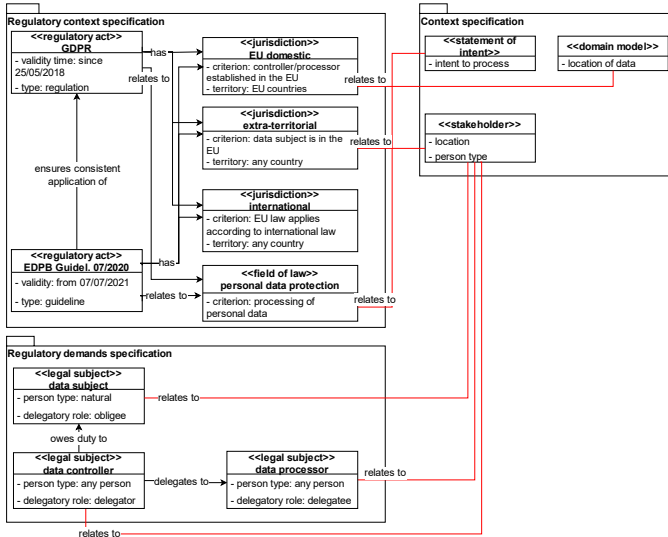 Regulatory context specification
<<regulatory act>>
GDPR
- validity time: since
25/05/2018
- type: regulation
has
relates to
<<jurisdiction>>
EU domestic
- criterion: controller/processor
established in the EU
- territory: EU countries
relates to
<<jurisdiction>>
extra-territorial
- criterion: data subject is in the
EU
- territory: any country
relates to
ensures consistent
application of
<<jurisdiction>>
international
- criterion: EU law applies
according to international law
- territory: any country
<<regulatory act>>
EDPB Guidel. 07/2020
- validity: from 07/07/2021
- type: guideline
has
relates to
<<field of law>>
personal data protection
- criterion: processing of
personal data
relates to
Context specification
<<statement of
intent>>
- intent to process
<<domain model>>
- location of data
<<stakeholder>>
- location
- person type
Regulatory demands specification
<<legal subject>>
data subject
- person type: natural
- delegatory role: obligee
relates to
owes duty to
<<legal subject>>
data controller
- person type: any person
- delegatory role: delegator
delegates to
<<legal subject>>
data processor
- person type: any person
- delegatory role: delegatee
relates to
relates to